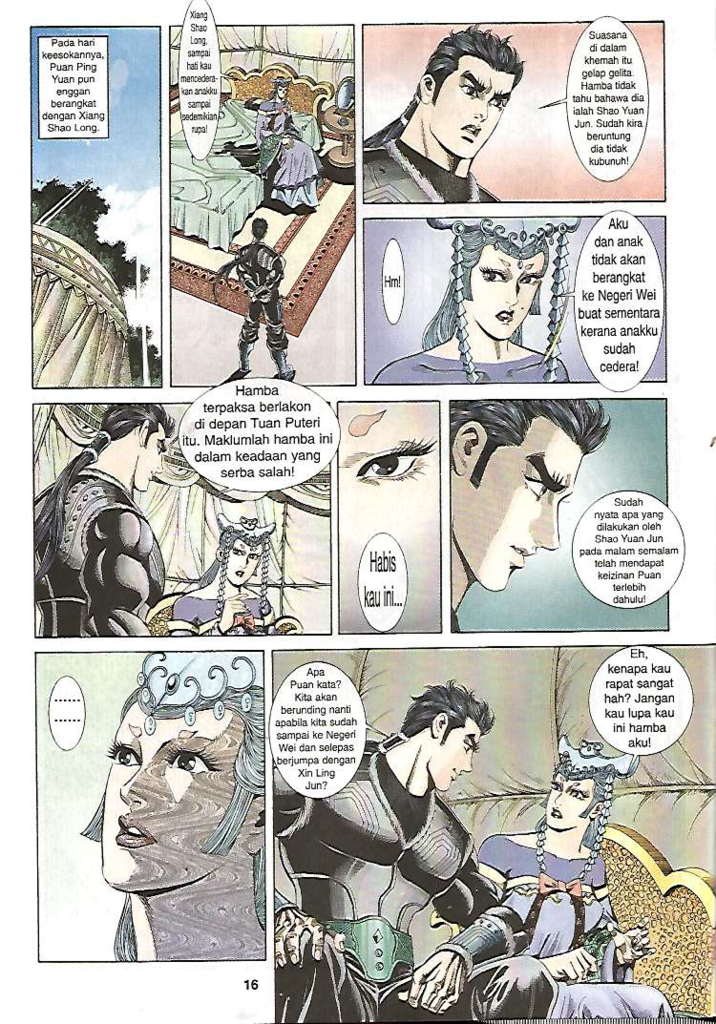 Pada hari
keesokannya,
Puan Ping
Yuan pun
enggan
berangkat
dengan Xiang
Shao Long.
Xiang
Shao
Long,
sampai
hati kau
mencedera-
kan anakku
sampai
sedemikian
rupa!
Suasana
di dalam
khemah itu
gelap gelita.
Hamba tidak
tahu bahawa dia
ialah Shao Yuan
Jun. Sudah kira
beruntung
dia tidak
kubunuh!
Hm!
Aku
dan anak
tidak akan
berangkat
ke Negeri Wei
buat sementara
kerana anakku
sudah
cedera!
Hamba
terpaksa berlakon
di depan Tuan Puteri
itu. Maklumlah hamba ini
dalam keadaan yang
serba salah!
Habis
kau ini...
Sudah
nyata apa yang
dilakukan oleh
Shao Yuan Jun
pada malam semalam
telah mendapat
keizinan Puan
terlebih
dahulu!
......
......
Apa
Puan kata?
Kita akan
berunding nanti
apabila kita sudah
sampai ke Negeri
Wei dan selepas
berjumpa dengan
Xin Ling
Jun?
Eh,
kenapa kau
rapat sangat
hah? Jangan
kau lupa kau
ini hamba
aku!
16